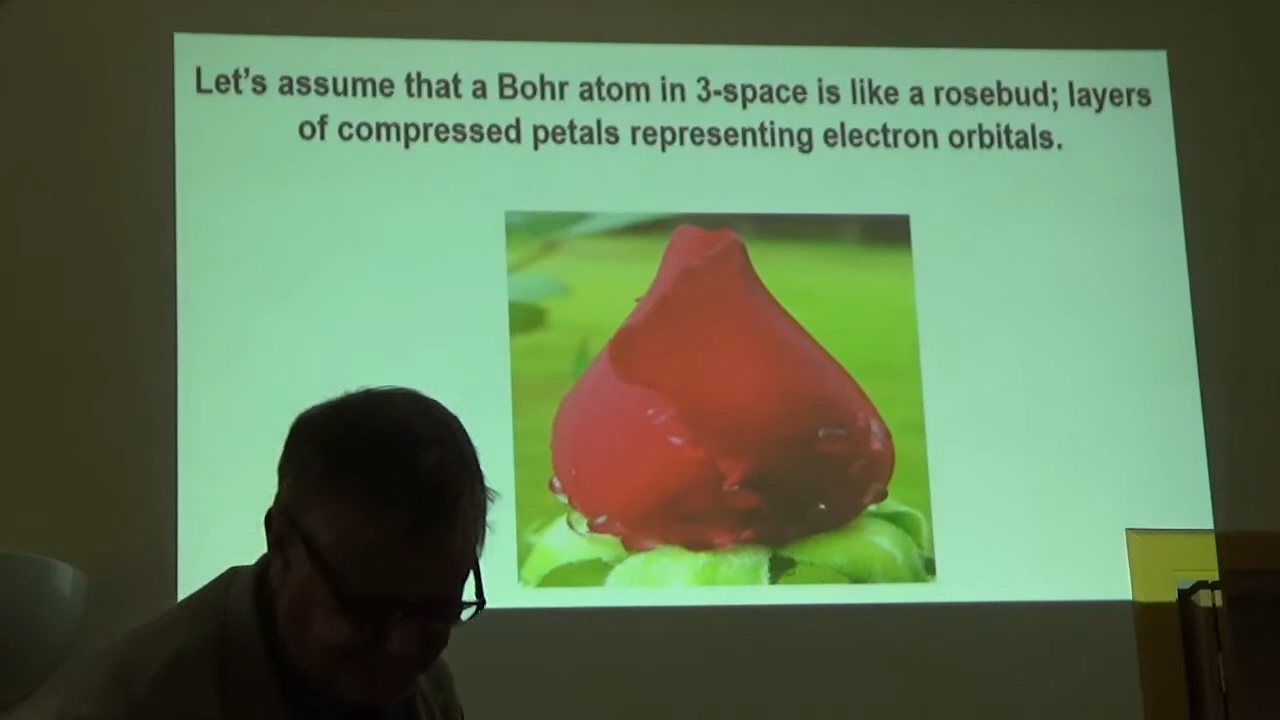 Let's assume that a Bohr atom in 3-space is like a rosebud; layers
of compressed petals representing electron orbitals.